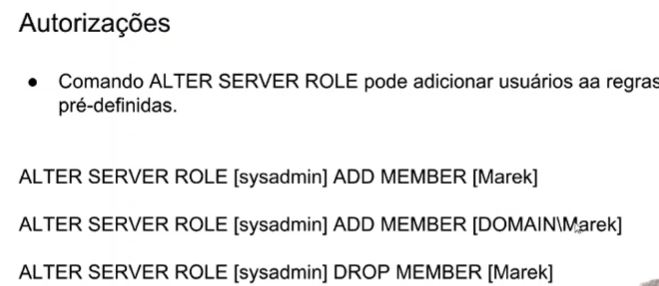 Autorizações
● Comando ALTER SERVER ROLE pode adicionar usuários aa regras
pré-definidas.
ALTER SERVER ROLE [sysadmin] ADD MEMBER [Marek]
ALTER SERVER ROLE [sysadmin] ADD MEMBER [DOMAIN\Marek]
ALTER SERVER ROLE [sysadmin] DROP MEMBER [Marek]